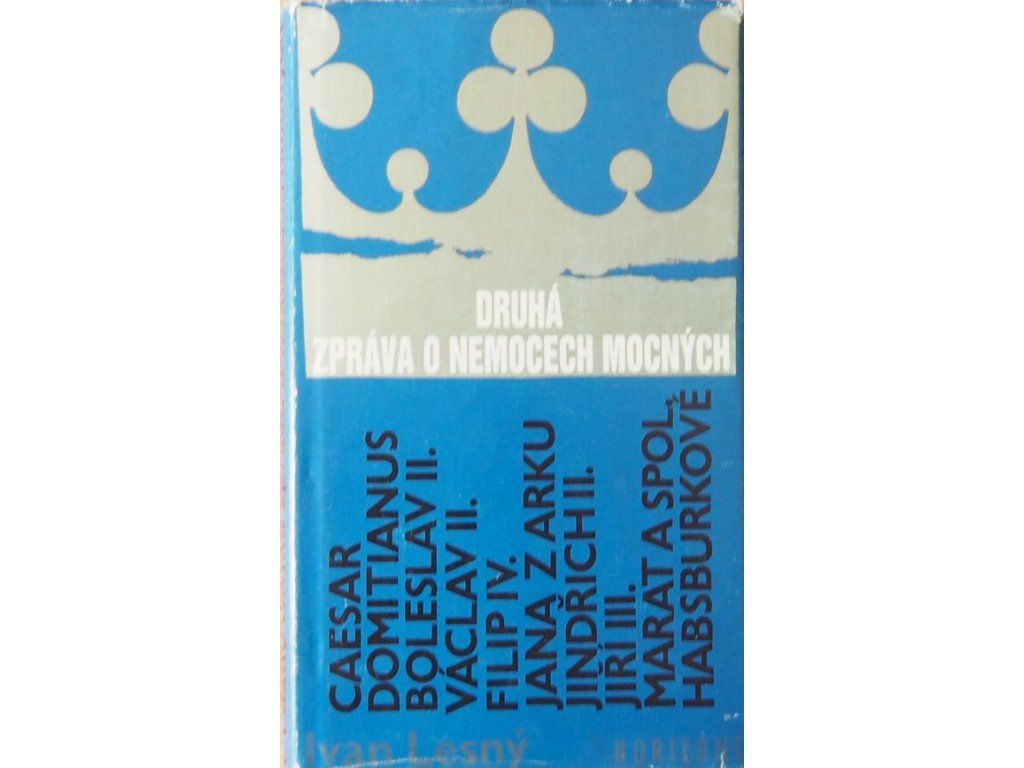 DRUHÁ
ZPRÁVA O NEMOCECH MOCNÝCH
CAESAR
DOMITIANUS
BOLESLAV II.
VÁCLAV II.
FILIP IV.
JANA Z ARKU
JINDŘICH II.
JIŘÍ III.
MARAT A SPOL.
HABSBURKOVÉ
Ivan Lesný
HORIZONT